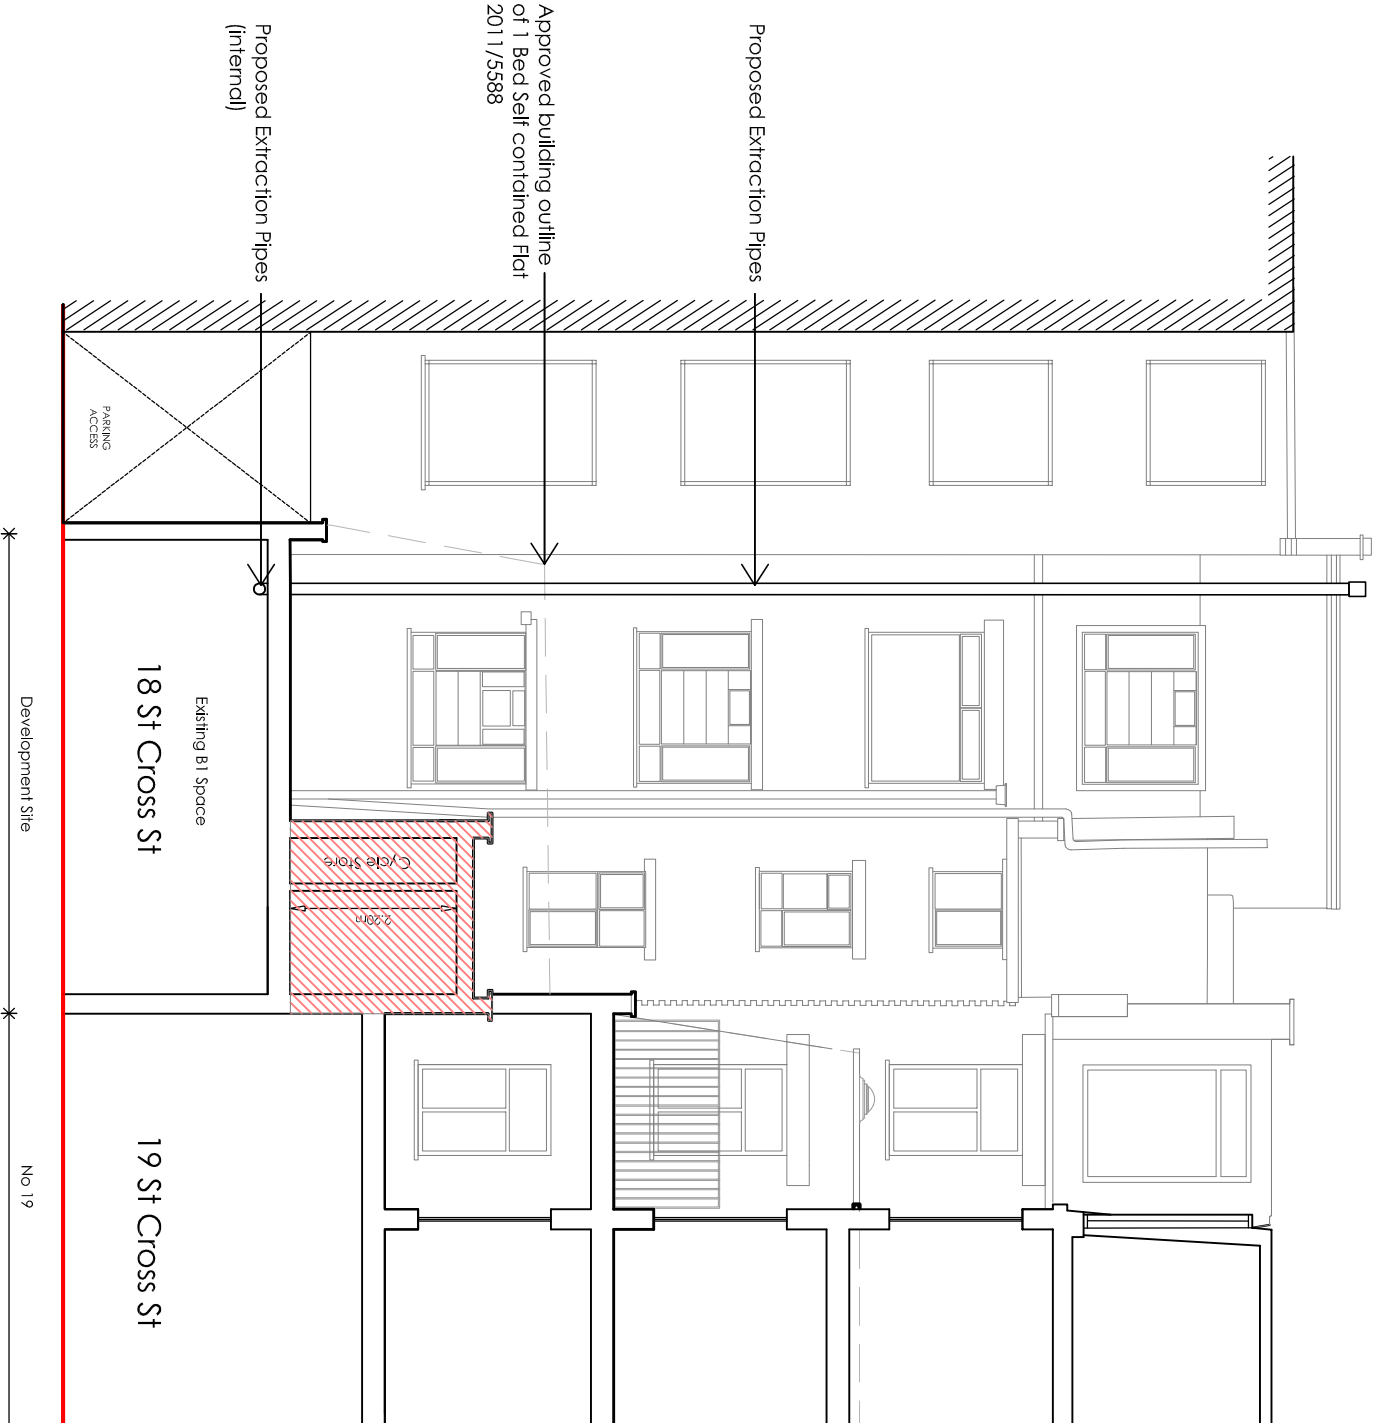 Proposed Extraction Pipes
Approved building outline
of 1 Bed Self contained Flat
2011/5588
Proposed Extraction Pipes
(internal)
PARKING
ACCESS
Existing B1 Space
18 St Cross St
Cycle Store
2.20m
19 St Cross St
Development Site
No 19